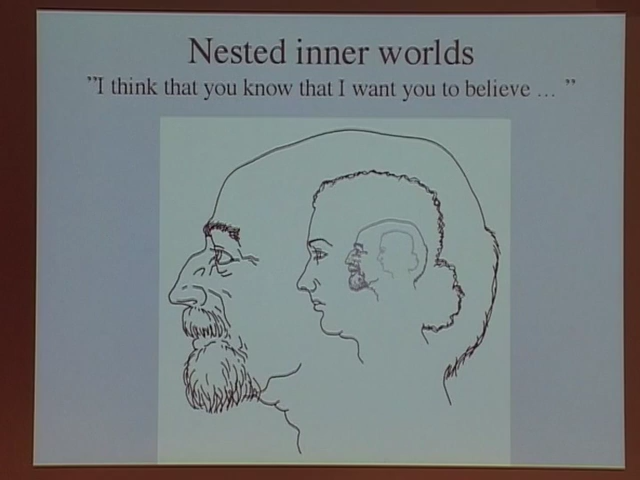 Nested inner worlds
”I think that you know that I want you to believe ... ”